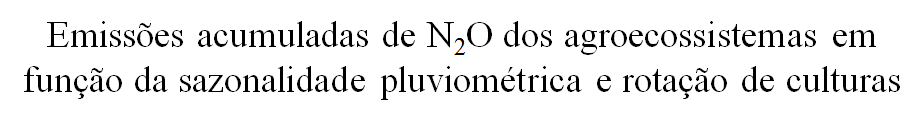 Emissões acumuladas de N₂O dos agroecossistemas em
função da sazonalidade pluviométrica e rotação de culturas